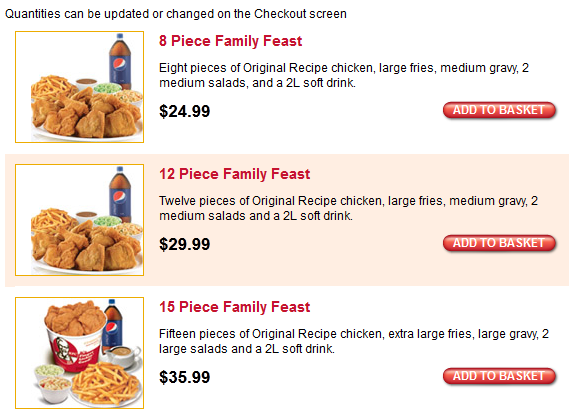 Quantities can be updated or changed on the Checkout screen
8 Piece Family Feast
Eight pieces of Original Recipe chicken, large fries, medium gravy, 2
medium salads, and a 2L soft drink.
$24.99
ADD TO BASKET
12 Piece Family Feast
Twelve pieces of Original Recipe chicken, large fries, medium gravy, 2
medium salads and a 2L soft drink.
$29.99
ADD TO BASKET
15 Piece Family Feast
Fifteen pieces of Original Recipe chicken, extra large fries, large gravy, 2
large salads and a 2L soft drink.
$35.99
ADD TO BASKET